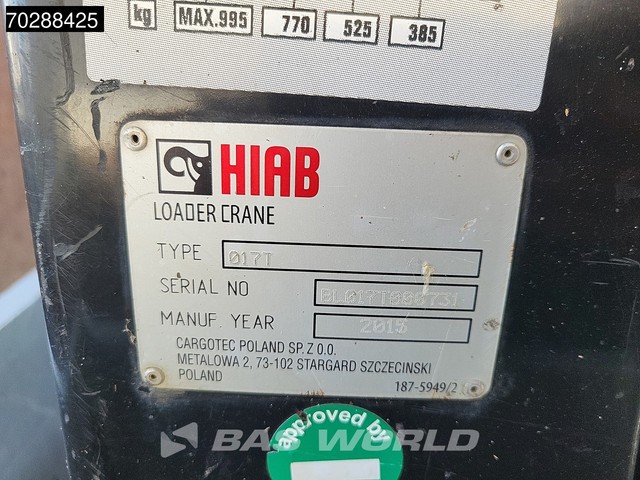 70288425
kg MAX.995 770 525 385
HIAB
LOADER CRANE
TYPE 017T
SERIAL NO
MANUF. YEAR 2015
CARGOTEC POLAND SP. Z O.O.
METALOWA 2, 73-102 STARGARD SZCZECINSKI
POLAND
187-5949/2
approved by
BAS WORLD